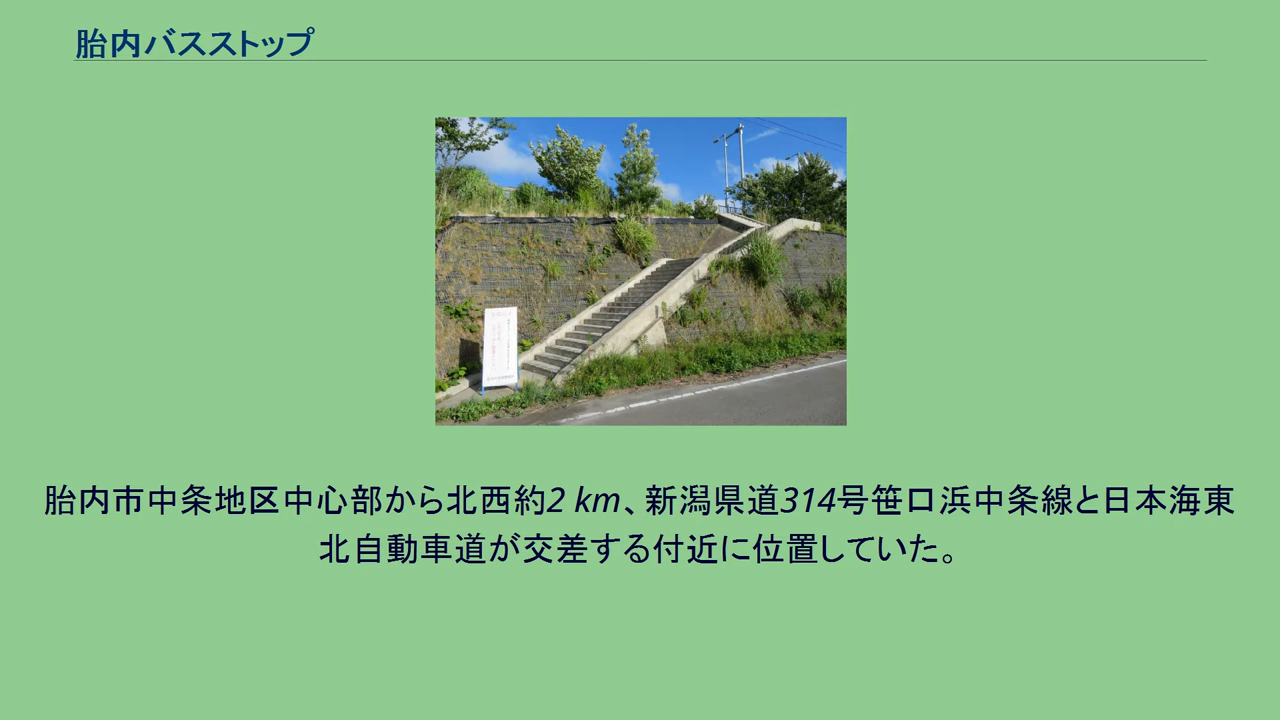 胎内バスストップ
胎内市中条地区中心部から北西約2 km、新潟県道314号笹口浜中条線と日本海東
北自動車道が交差する付近に位置していた。